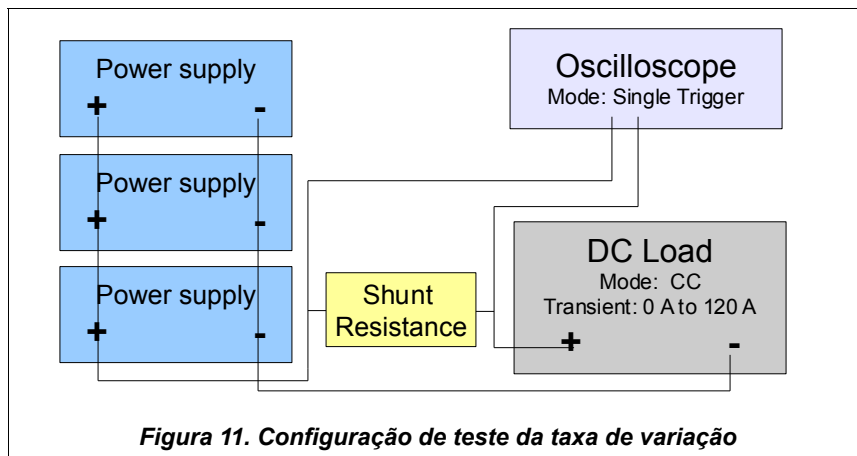 Power supply
+ -
Power supply
+ -
Power supply
+ -
Oscilloscope
Mode: Single Trigger
Shunt
Resistance
DC Load
Mode: CC
Transient: 0 A to 120 A
+ -
Figura 11. Configuração de teste da taxa de variação